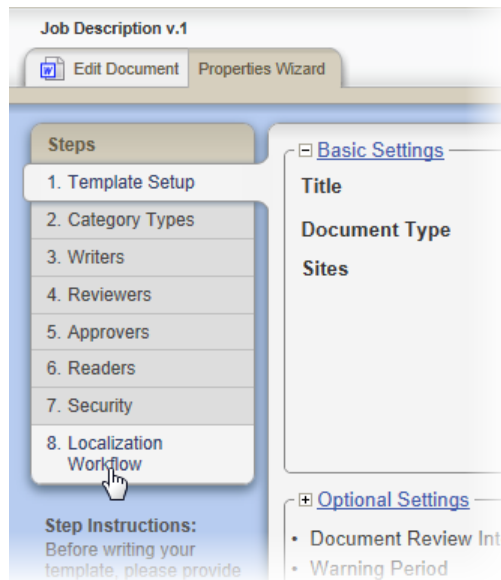 Job Description v.1
Edit Document
Properties Wizard
Steps
1. Template Setup
2. Category Types
3. Writers
4. Reviewers
5. Approvers
6. Readers
7. Security
8. Localization
Workflow
Step Instructions:
Before writing your
template, please provide
Basic Settings
Title
Document Type
Sites
Optional Settings
• Document Review
• Warning Period